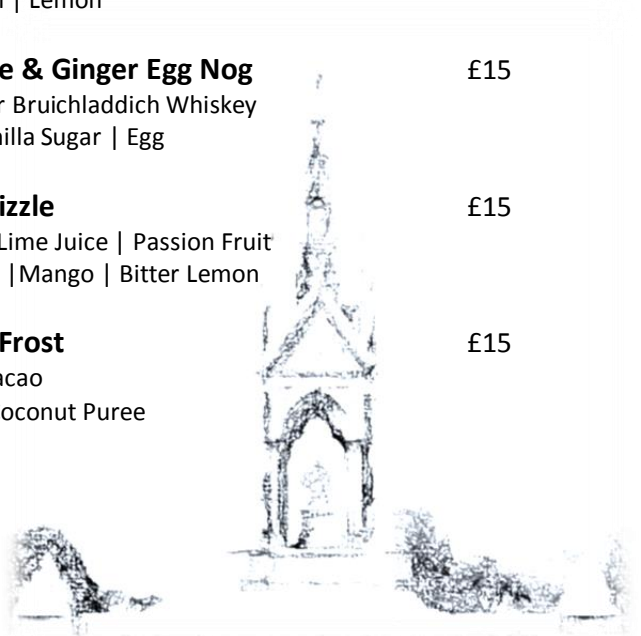 | Lemon
e & Ginger Egg Nog £15
r Bruichladdich Whiskey
nilla Sugar | Egg
izzle £15
Lime Juice | Passion Fruit
|Mango | Bitter Lemon
Frost £15
acao
oconut Puree